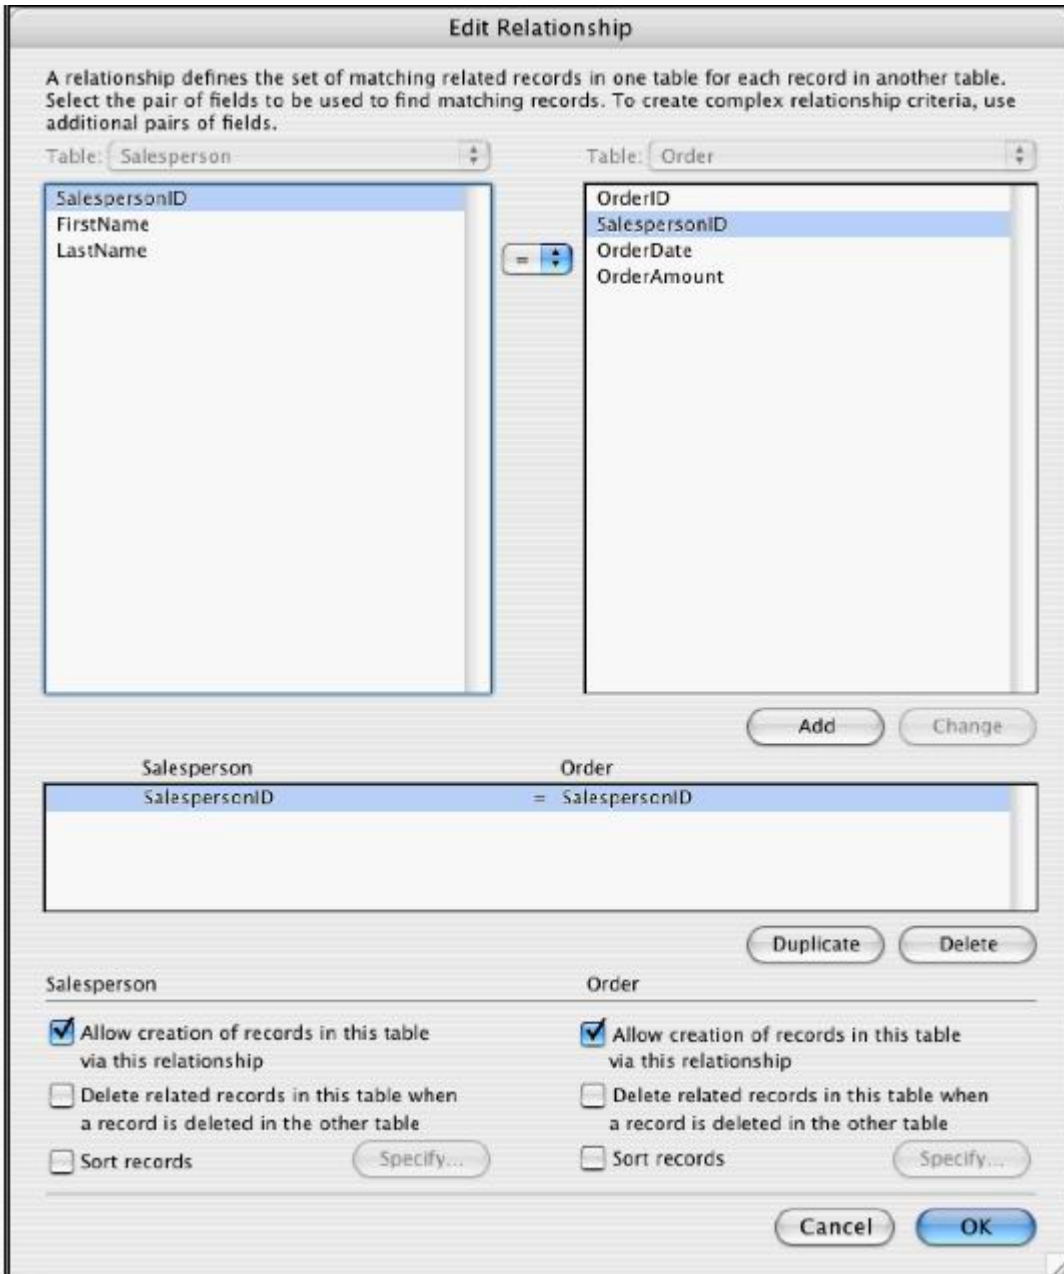 Edit Relationship
A relationship defines the set of matching related records in one table for each record in another table.
Select the pair of fields to be used to find matching records. To create complex relationship criteria, use
additional pairs of fields.
Table: Salesperson
Table: Order
SalespersonID
FirstName
LastName
=
OrderID
SalespersonID
OrderDate
OrderAmount
Add
Change
Salesperson Order
SalespersonID = SalespersonID
Duplicate
Delete
Salesperson
Allow creation of records in this table
via this relationship
Delete related records in this table when
a record is deleted in the other table
Sort records
Specify...
Order
Allow creation of records in this table
via this relationship
Delete related records in this table when
a record is deleted in the other table
Sort records
Specify...
Cancel
OK